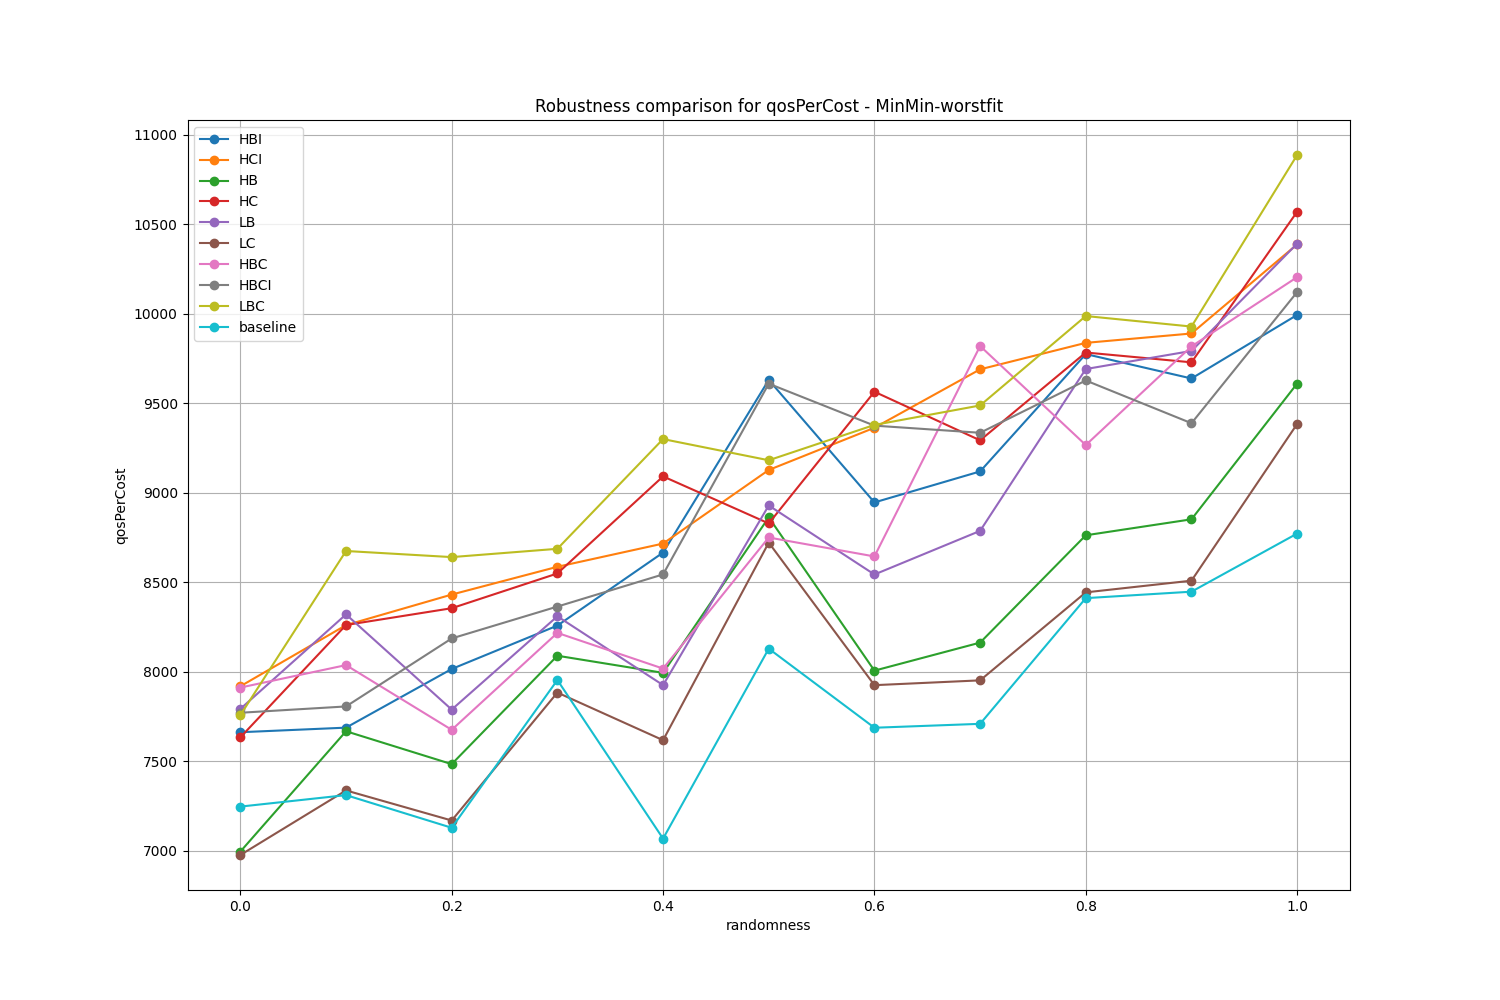 Robustness comparison for qosPerCost - MinMin-worstfit
11000
10500
10000
9500
9000
8500
8000
7500
7000
qosPerCost
HBI
HCI
HB
HC
LB
LC
HBC
HBCI
LBC
baseline
0.0 0.2 0.4 0.6 0.8 1.0
randomness